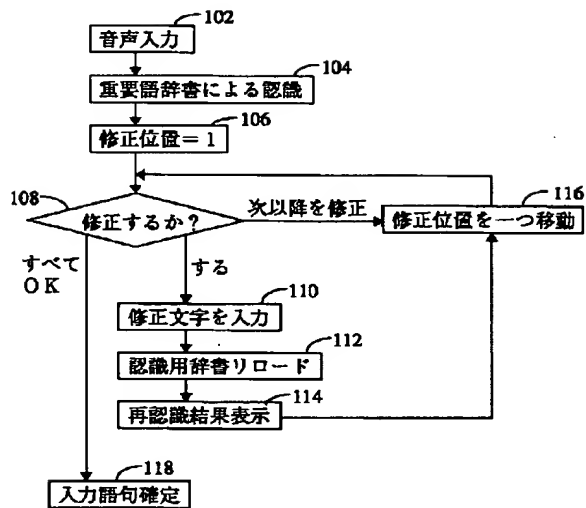 102
音声入力
104
重要語辞書による認識
106
修正位置＝1
108
修正するか？
次以降を修正
116
修正位置を一つ移動
すべて
OK
する
110
修正文字を入力
112
認識用辞書リロード
114
再認識結果表示
118
入力語句確定